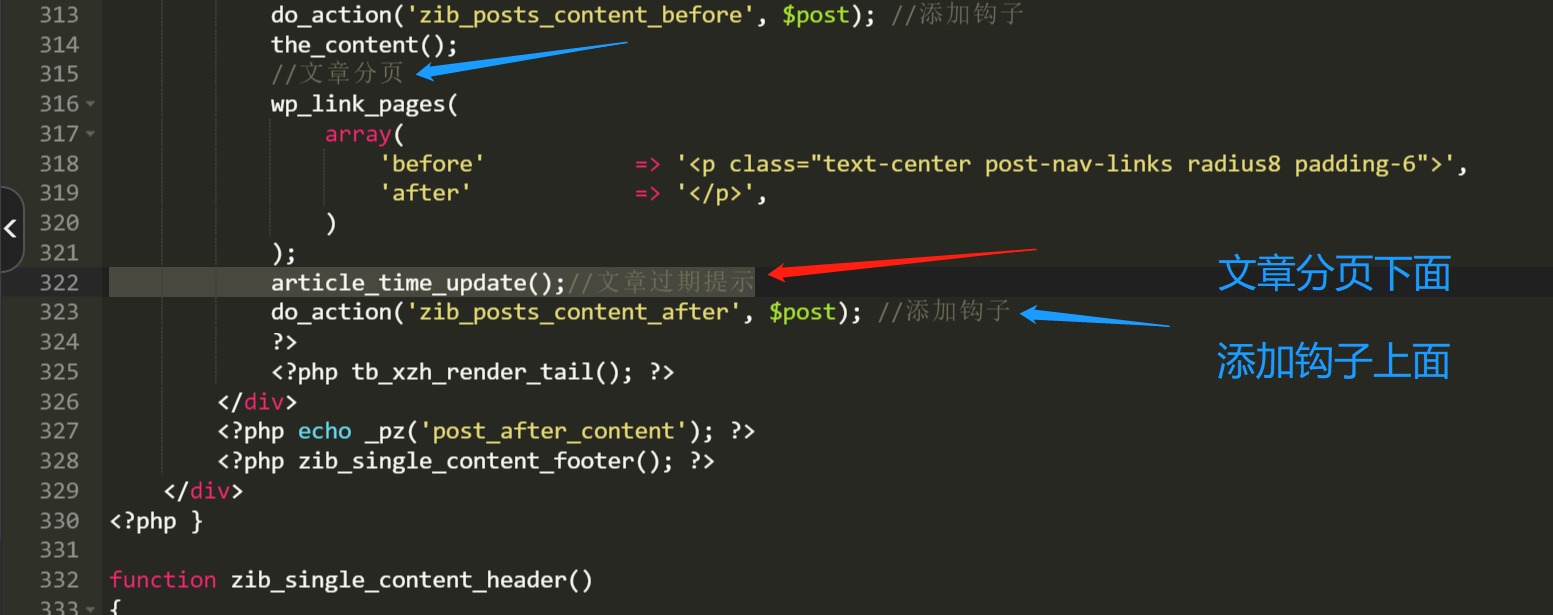 313 do_action('zib_posts_content_before', $post); //添加钩子
314 the_content();
315 //文章分页
316 wp_link_pages(
317 array(
318 'before' => '<p class="text-center post-nav-links radius8 padding-6">',
319 'after' => '</p>',
320 )
321 );
322 article_time_update();//文章过期提示
文章分页下面
323 do_action('zib_posts_content_after', $post); //添加钩子
324 ?>
添加钩子上面
325 <?php tb_xzh_render_tail(); ?>
326 </div>
327 <?php echo _pz('post_after_content'); ?>
328 <?php zib_single_content_footer(); ?>
329 </div>
330 <?php }
331
332 function zib_single_content_header()
333 {